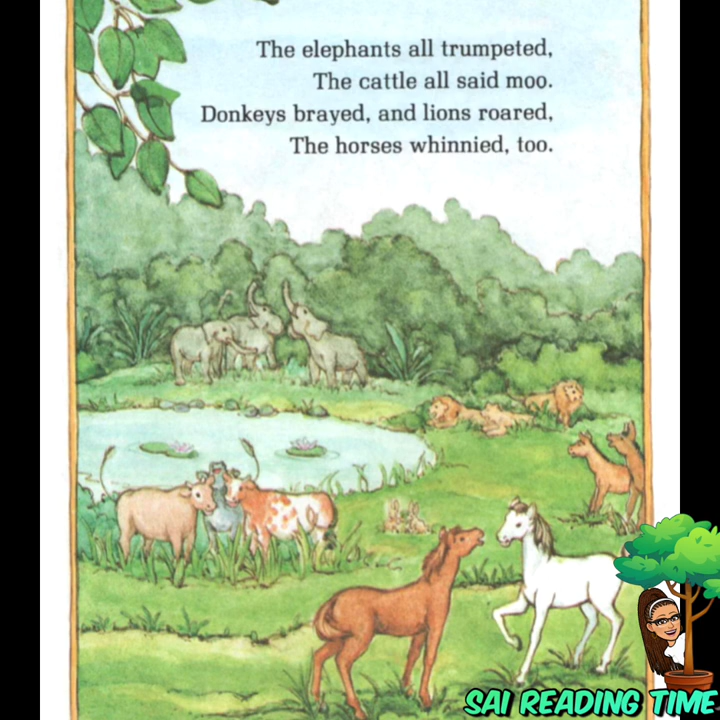 The elephants all trumpeted,
The cattle all said moo.
Donkeys brayed, and lions roared,
The horses whinnied, too.
SAI READING TIME